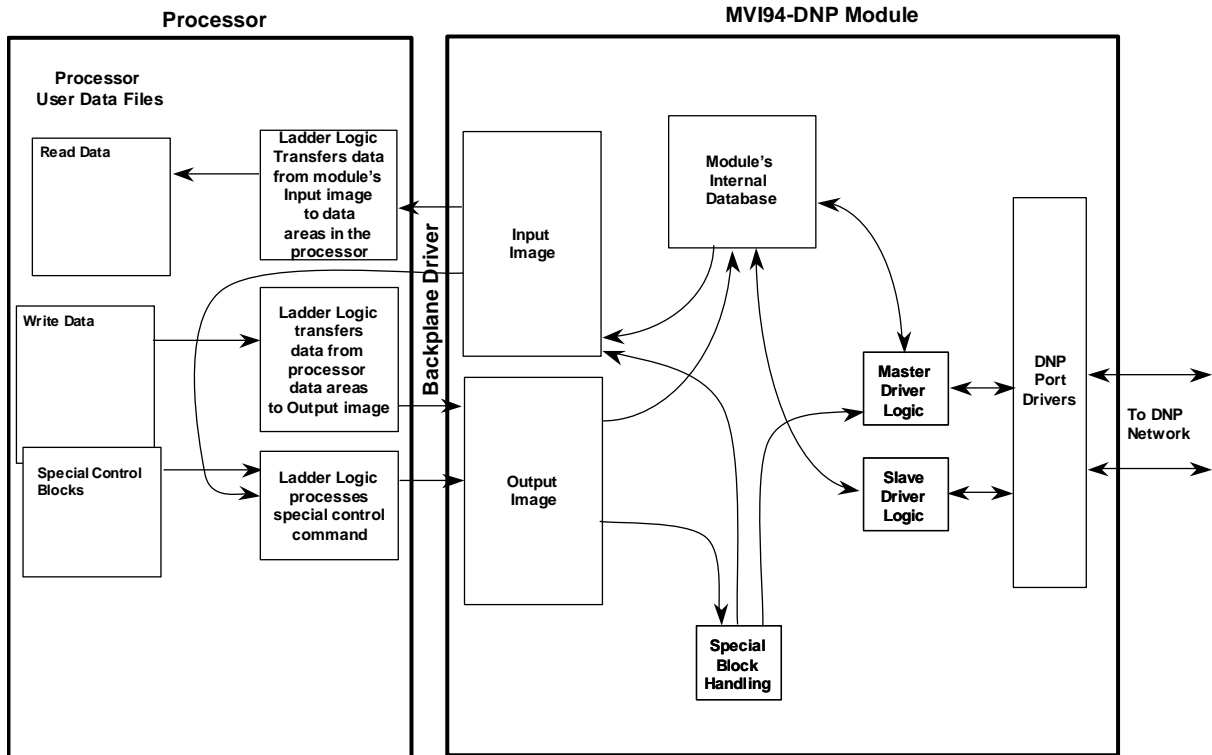 Processor
MVI94-DNP Module
Processor
User Data Files
Read Data
Ladder Logic
Transfers data
from module's
Input image
to data
areas in the
processor
Write Data
Ladder Logic
transfers
data from
processor
data areas
to Output image
Special Control
Blocks
Ladder Logic
processes
special control
command
Backplane Driver
Input
Image
Output
Image
Module's
Internal
Database
Master
Driver
Logic
Slave
Driver
Logic
Special
Block
Handling
DNP
Port
Drivers
To DNP
Network